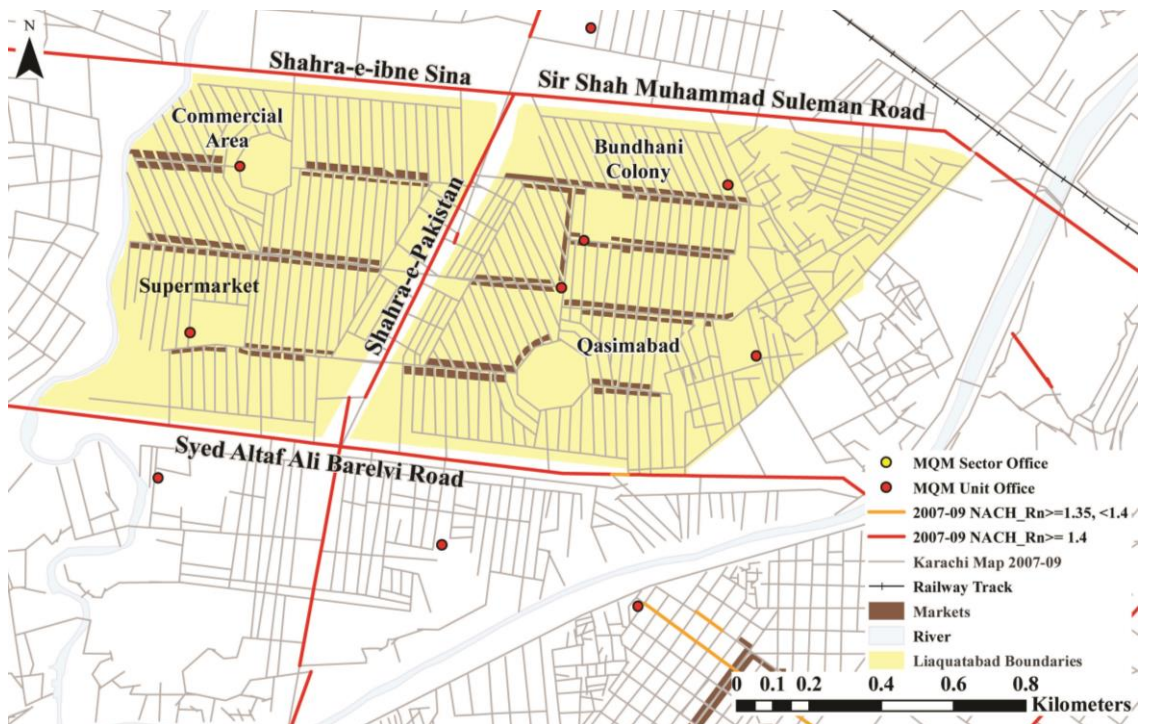 N
Shahra-e-ibne Sina
Sir Shah Muhammad Suleman Road
Commercial
Area
Bundhani
Colony
Shahra-e-Pakistan
Supermarket
Qasimabad
Syed Altaf Ali Barelvi Road
MQM Sector Office
MQM Unit Office
2007-09 NACH_Rn>=1.35, <1.4
2007-09 NACH_Rn>= 1.4
Karachi Map 2007-09
Railway Track
Markets
River
Liaquatabad Boundaries
0 0.1 0.2 0.4 0.6 0.8
Kilometers